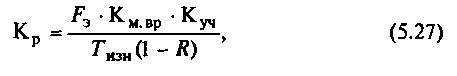 Kр = Fэ · Kм.вр · Kуч / Tизн(1 − R), (5.27)